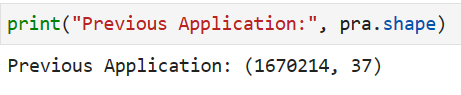 print("Previous Application:", pra.shape)
Previous Application: (1670214, 37)